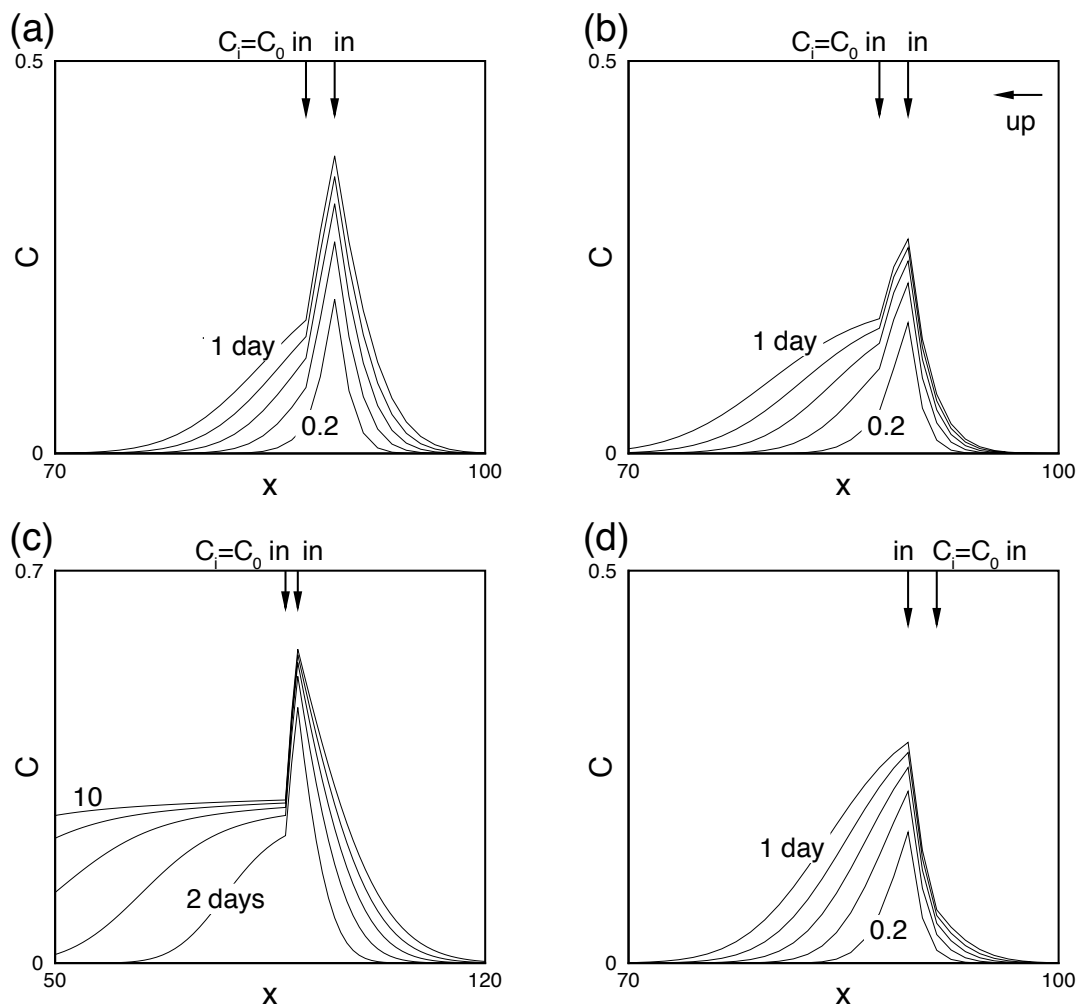 (a)
C_i=C_0 in in
0.5
C
1 day
0.2
0
70
x
100
(b)
C_i=C_0 in in
0.5
up
C
1 day
0.2
0
70
x
100
(c)
C_i=C_0 in in
0.7
C
10
2 days
0
50
x
120
(d)
in C_i=C_0 in
0.5
C
1 day
0.2
0
70
x
100